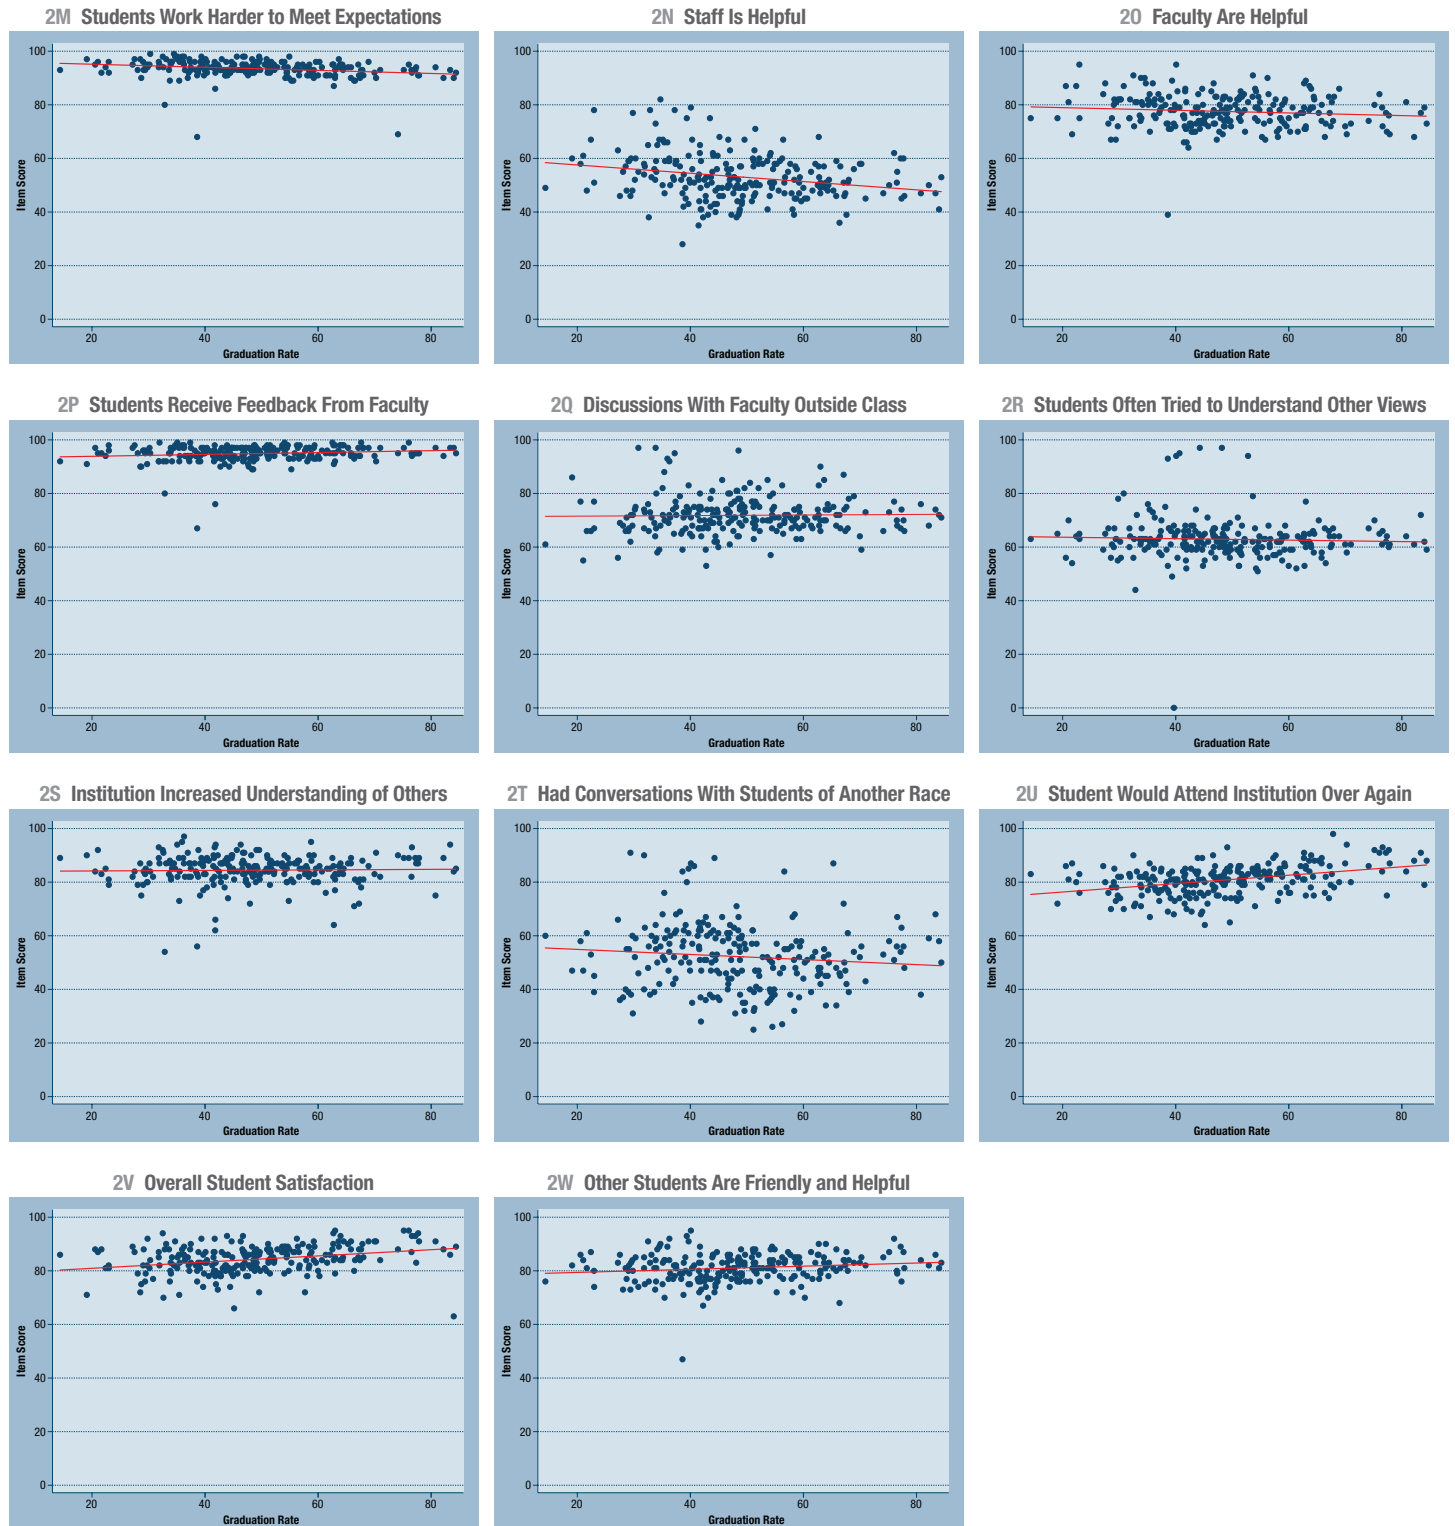 2M Students Work Harder to Meet Expectations
100
80
60
40
20
0
Item Score
20 40 60 80
Graduation Rate
2N Staff Is Helpful
100
80
60
40
20
0
Item Score
20 40 60 80
Graduation Rate
2O Faculty Are Helpful
100
80
60
40
20
0
Item Score
20 40 60 80
Graduation Rate
2P Students Receive Feedback From Faculty
100
80
60
40
20
0
Item Score
20 40 60 80
Graduation Rate
2Q Discussions With Faculty Outside Class
100
80
60
40
20
0
Item Score
20 40 60 80
Graduation Rate
2R Students Often Tried to Understand Other Views
100
80
60
40
20
0
Item Score
20 40 60 80
Graduation Rate
2S Institution Increased Understanding of Others
100
80
60
40
20
0
Item Score
20 40 60 80
Graduation Rate
2T Had Conversations With Students of Another Race
100
80
60
40
20
0
Item Score
20 40 60 80
Graduation Rate
2U Student Would Attend Institution Over Again
100
80
60
40
20
0
Item Score
20 40 60 80
Graduation Rate
2V Overall Student Satisfaction
100
80
60
40
20
0
Item Score
20 40 60 80
Graduation Rate
2W Other Students Are Friendly and Helpful
100
80
60
40
20
0
Item Score
20 40 60 80
Graduation Rate